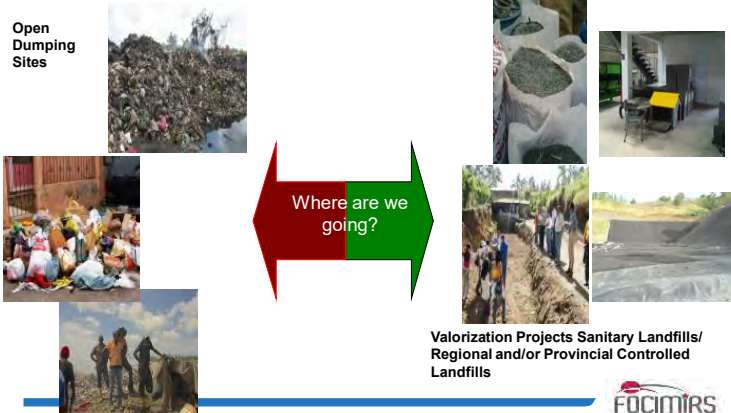 Open
Dumping
Sites
Where are we
going?
Valorization Projects Sanitary Landfills/
Regional and/or Provincial Controlled
Landfills
FOCIMiRS